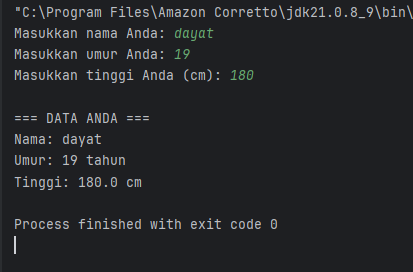 "C:\Program Files\Amazon Corretto\jdk21.0.8_9\bin\
Masukkan nama Anda: dayat
Masukkan umur Anda: 19
Masukkan tinggi Anda (cm): 180
=== DATA ANDA ===
Nama: dayat
Umur: 19 tahun
Tinggi: 180.0 cm
Process finished with exit code 0